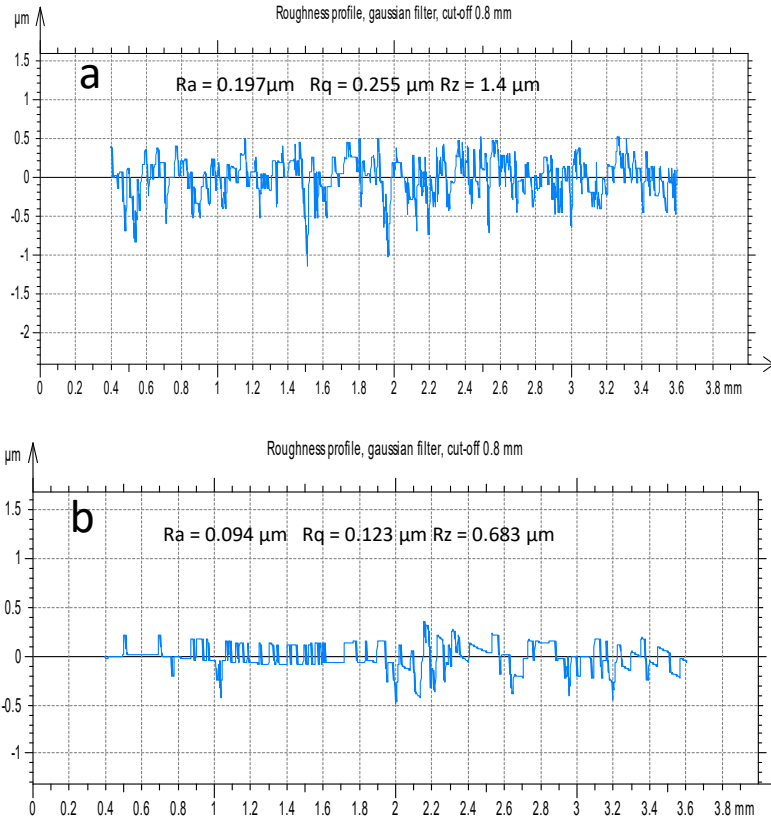 Roughness profile, gaussian filter, cut-off 0.8 mm
µm
a
Ra = 0.197µm Rq = 0.255 µm Rz = 1.4 µm
1.5
1
0.5
0
-0.5
-1
-1.5
-2
0 0.2 0.4 0.6 0.8 1 1.2 1.4 1.6 1.8 2 2.2 2.4 2.6 2.8 3 3.2 3.4 3.6 3.8 mm
Roughness profile, gaussian filter, cut-off 0.8 mm
µm
b
Ra = 0.094 µm Rq = 0.123 µm Rz = 0.683 µm
1.5
1
0.5
0
-0.5
-1
0 0.2 0.4 0.6 0.8 1 1.2 1.4 1.6 1.8 2 2.2 2.4 2.6 2.8 3 3.2 3.4 3.6 3.8 mm